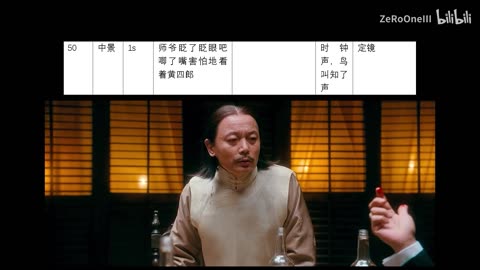 ZeRoOneIII bilibili
50 中景 1s 师爷眨了眨眼吧 时钟 定镜
唧了嘴害怕地看 声，鸟
着黄四郎 叫知了
声